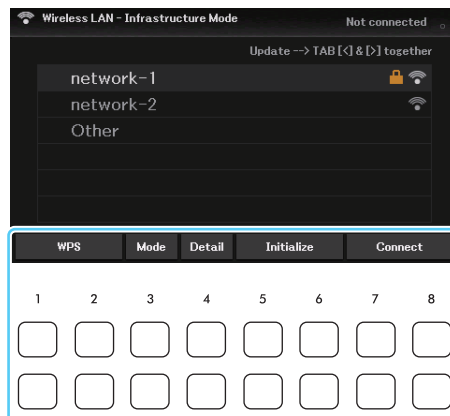 Wireless LAN - Infrastructure Mode Not connected
Update --> TAB [<] & [>] together
network-1
network-2
Other
WPS Mode Detail Initialize Connect
1 2 3 4 5 6 7 8